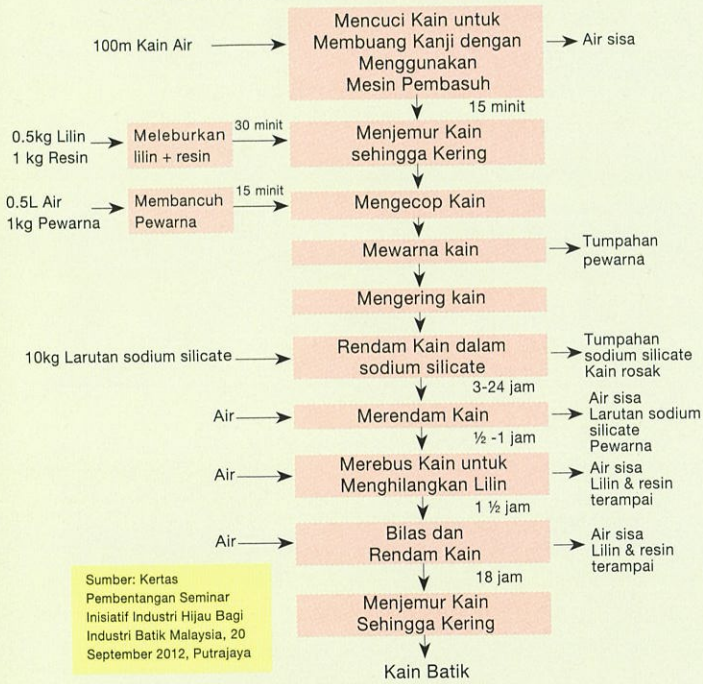 Mencuci Kain untuk
Membuang Kanji dengan
Menggunakan
Mesin Pembasuh
100m Kain Air
Air sisa
15 minit
0.5kg Lilin
1 kg Resin
Meleburkan
lilin + resin
30 minit
Menjemur Kain
sehingga Kering
0.5L Air
1kg Pewarna
Membancuh
Pewarna
15 minit
Mengecop Kain
Mewarna kain
Tumpahan
pewarna
Mengering kain
10kg Larutan sodium silicate
Rendam Kain dalam
sodium silicate
Tumpahan
sodium silicate
Kain rosak
3-24 jam
Air
Merendam Kain
Air sisa
Larutan sodium
silicate
Pewarna
½ -1 jam
Air
Merebus Kain untuk
Menghilangkan Lilin
Air sisa
Lilin & resin
terampai
1 ½ jam
Air
Bilas dan
Rendam Kain
Air sisa
Lilin & resin
terampai
18 jam
Menjemur Kain
Sehingga Kering
Kain Batik
Sumber: Kertas
Pembentangan Seminar
Inisiatif Industri Hijau Bagi
Industri Batik Malaysia, 20
September 2012, Putrajaya